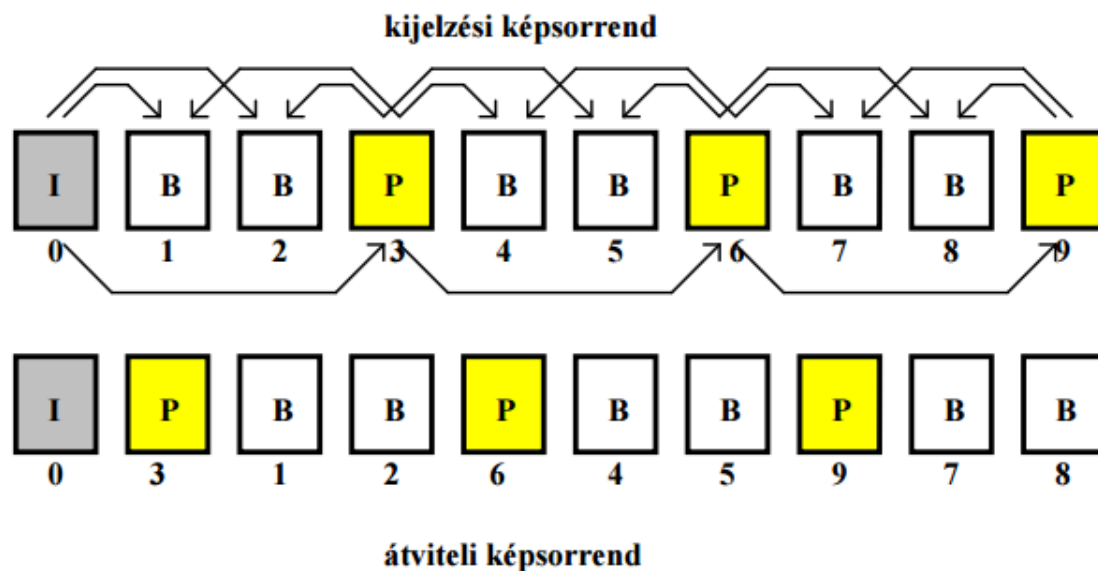 kijelzési képsorrend
I B B P B B P B B P
0 1 2 3 4 5 6 7 8 9
I P B B P B B P B B
0 3 1 2 6 4 5 9 7 8
átviteli képsorrend